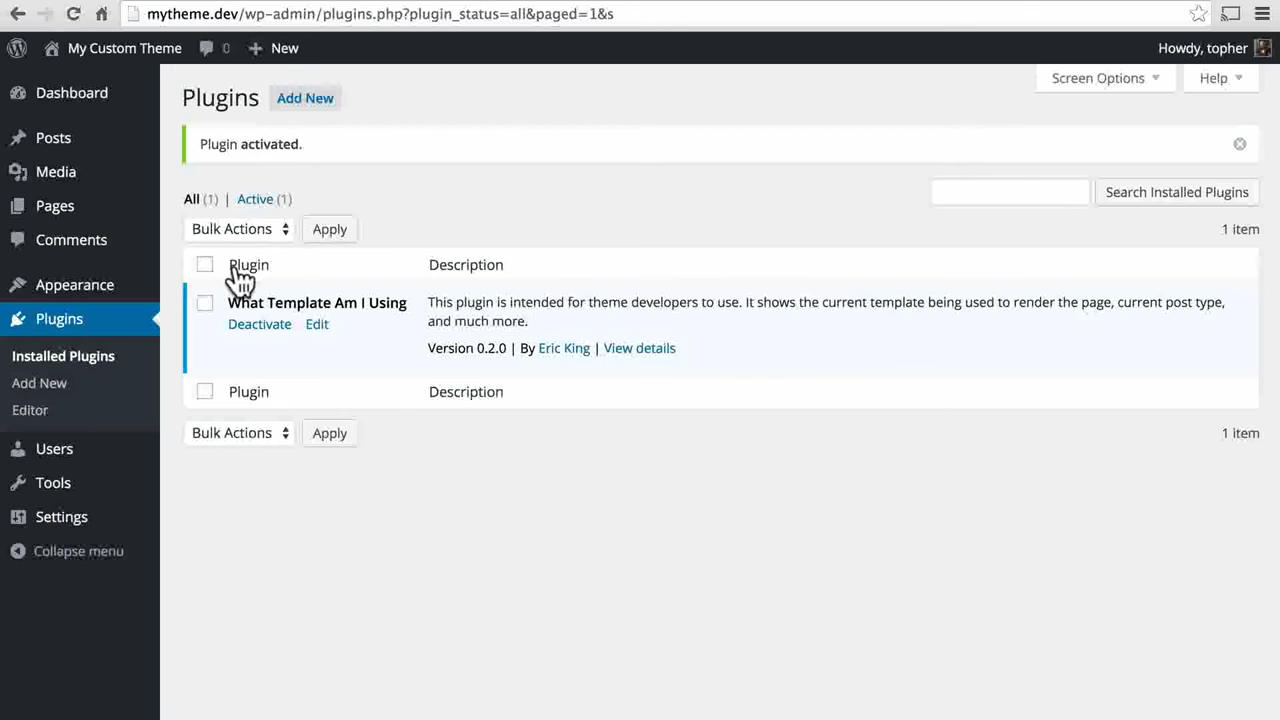 mytheme.dev/wp-admin/plugins.php?plugin_status=all&paged=1&s
My Custom Theme 0 New Howdy, topher
Screen Options Help
Plugins Add New
Plugin activated.
All (1) | Active (1)
Search Installed Plugins
Bulk Actions Apply 1 item
Plugin Description
What Template Am I Using This plugin is intended for theme developers to use. It shows the current template being used to render the page, current post type,
Deactivate Edit and much more.
Version 0.2.0 | By Eric King | View details
Plugin Description
Bulk Actions Apply 1 item
Dashboard
Posts
Media
Pages
Comments
Appearance
Plugins
Installed Plugins
Add New
Editor
Users
Tools
Settings
Collapse menu